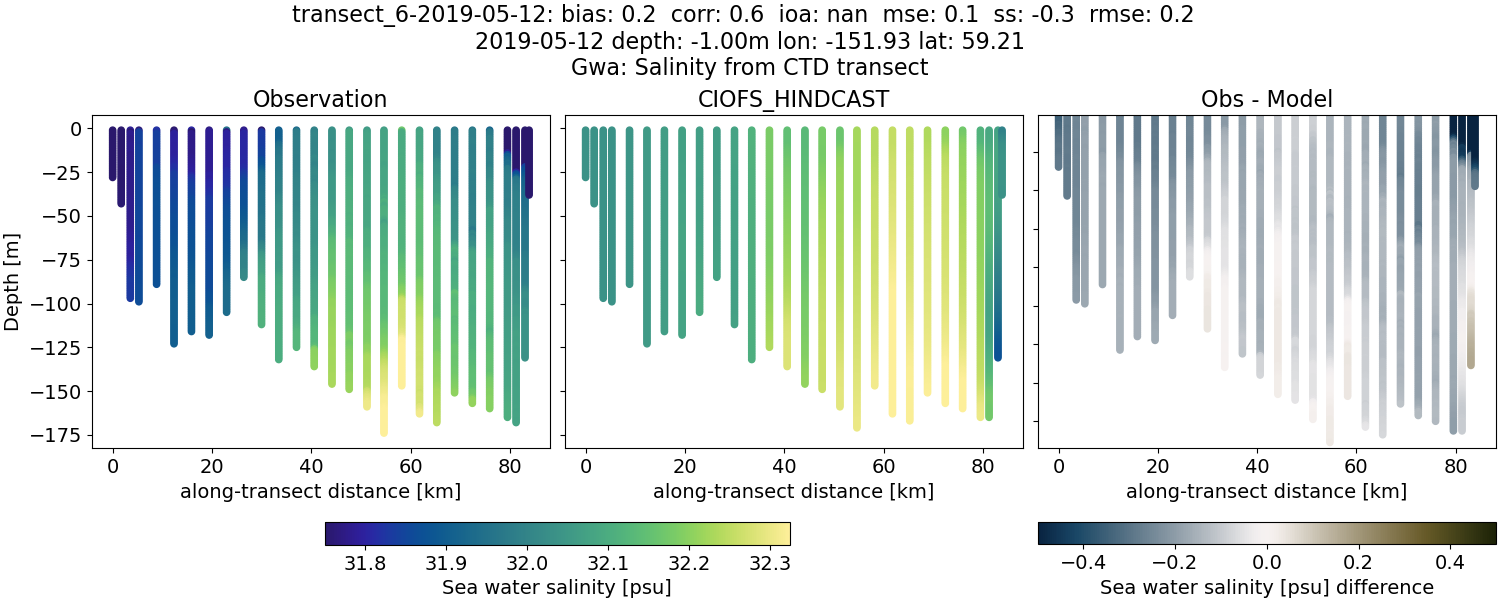 transect_6-2019-05-12: bias: 0.2  corr: 0.6  ioa: nan  mse: 0.1  ss: -0.3  rmse: 0.2
2019-05-12 depth: -1.00m lon: -151.93 lat: 59.21
Gwa: Salinity from CTD transect
Observation
CIOFS_HINDCAST
Obs - Model
Depth [m]
0
−25
−50
−75
−100
−125
−150
−175
0 20 40 60 80
0 20 40 60 80
0 20 40 60 80
along-transect distance [km]
along-transect distance [km]
along-transect distance [km]
31.8 31.9 32.0 32.1 32.2 32.3
Sea water salinity [psu]
−0.4 −0.2 0.0 0.2 0.4
Sea water salinity [psu] difference